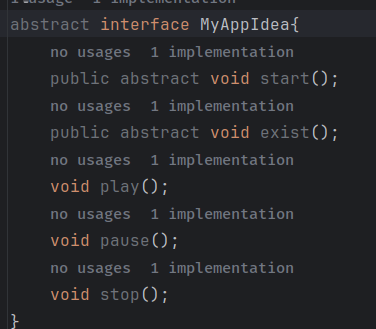 1 usage 1 implementation
abstract interface MyAppIdea{
no usages 1 implementation
public abstract void start();
no usages 1 implementation
public abstract void exist();
no usages 1 implementation
void play();
no usages 1 implementation
void pause();
no usages 1 implementation
void stop();
}